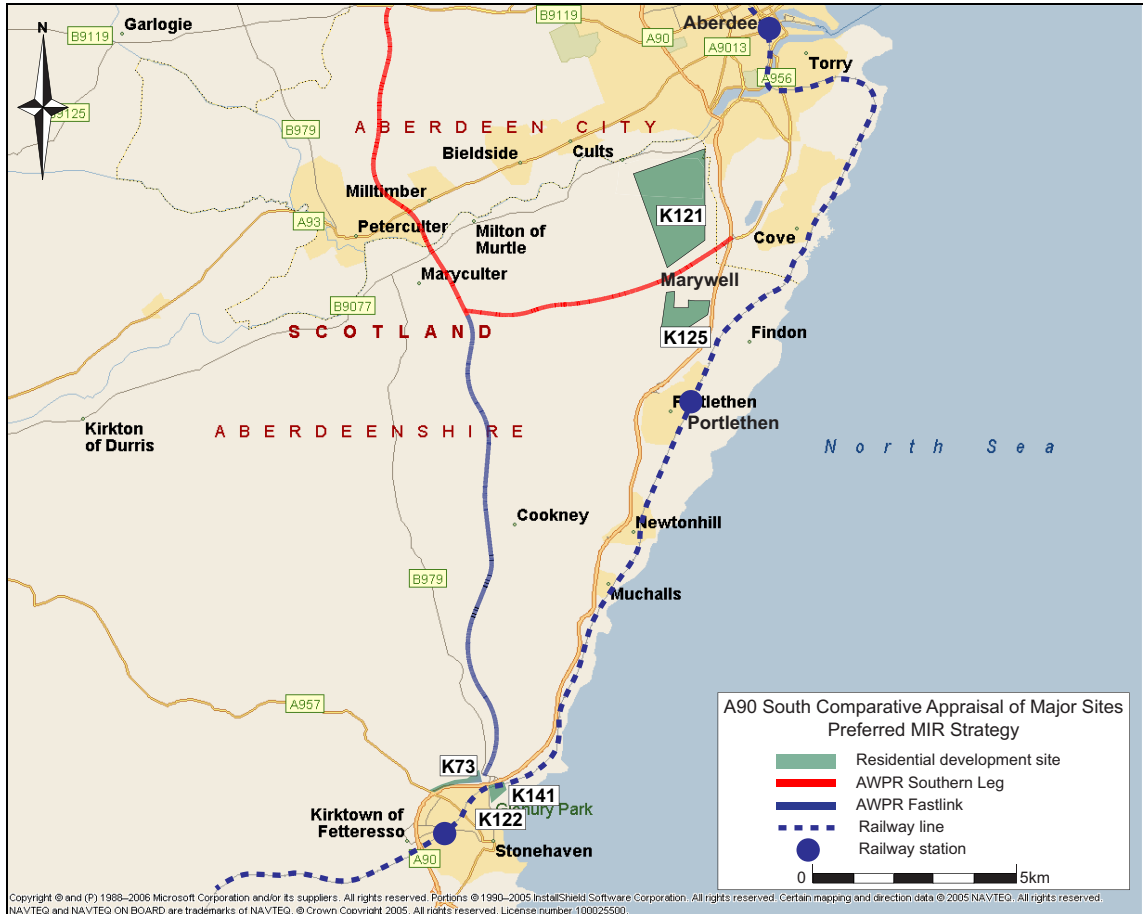 Garlogie
B9119
B9119
N
A90
Aberdee
A9013
Torry
A956
B9125
B979
ABERDEEN CITY
Bieldside
Cults
Milltimber
K121
A93
Peterculter
Milton of
Murtle
Cove
Maryculter
Marywell
B9077
SCOTLAND
K125
Findon
Portlethen
Portlethen
Kirkton
of Durris
ABERDEENSHIRE
North Sea
Cookney
Newtonhill
B979
Muchalls
A957
A90 South Comparative Appraisal of Major Sites
Preferred MIR Strategy
Residential development site
AWPR Southern Leg
AWPR Fastlink
Railway line
Railway station
0 5km
K73
K141
Park
K122
Kirktown of
Fetteresso
A90
Stonehaven
Copyright © and (P) 1988–2006 Microsoft Corporation and/or its suppliers. All rights reserved. Portions © 1990–2005 InstallShield Software Corporation. All rights reserved. Certain mapping and direction data © 2005 NAVTEQ. All rights reserved.
NAVTEQ and NAVTEQ ON BOARD are trademarks of NAVTEQ. © Crown Copyright 2005. All rights reserved. License number 100025500.